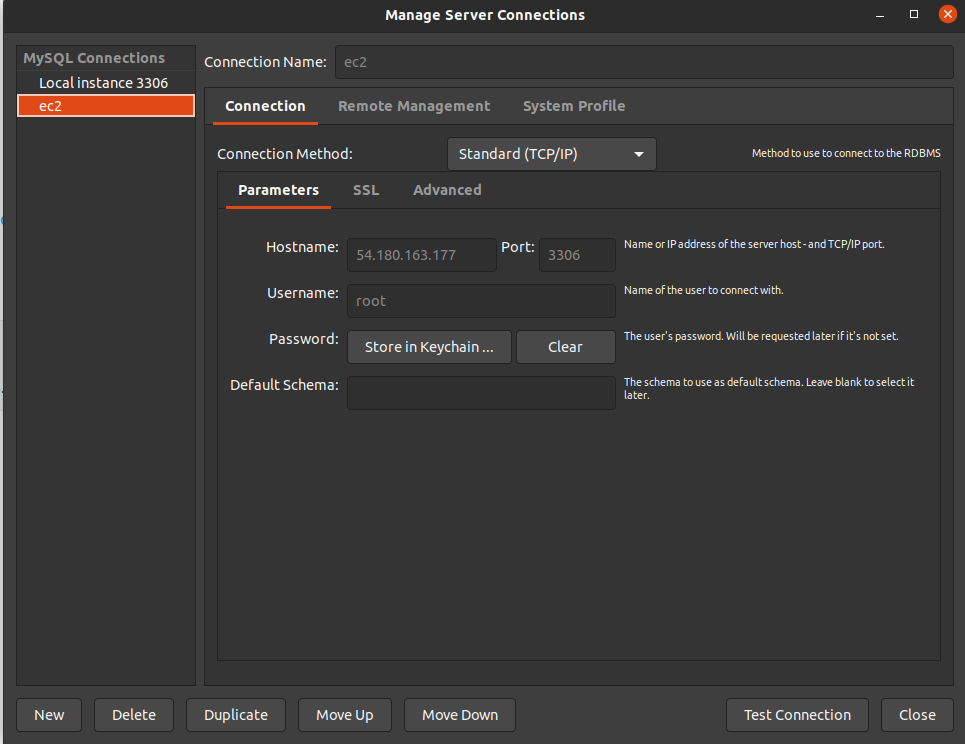 Manage Server Connections
MySQL Connections
Local instance 3306
ec2
Connection Name: ec2
Connection Remote Management System Profile
Connection Method: Standard (TCP/IP) Method to use to connect to the RDBMS
Parameters SSL Advanced
Hostname: 54.180.163.177 Port: 3306 Name or IP address of the server host - and TCP/IP port.
Username: root Name of the user to connect with.
Password: Store in Keychain ... Clear The user's password. Will be requested later if it's not set.
Default Schema: The schema to use as default schema. Leave blank to select it
later.
New Delete Duplicate Move Up Move Down Test Connection Close